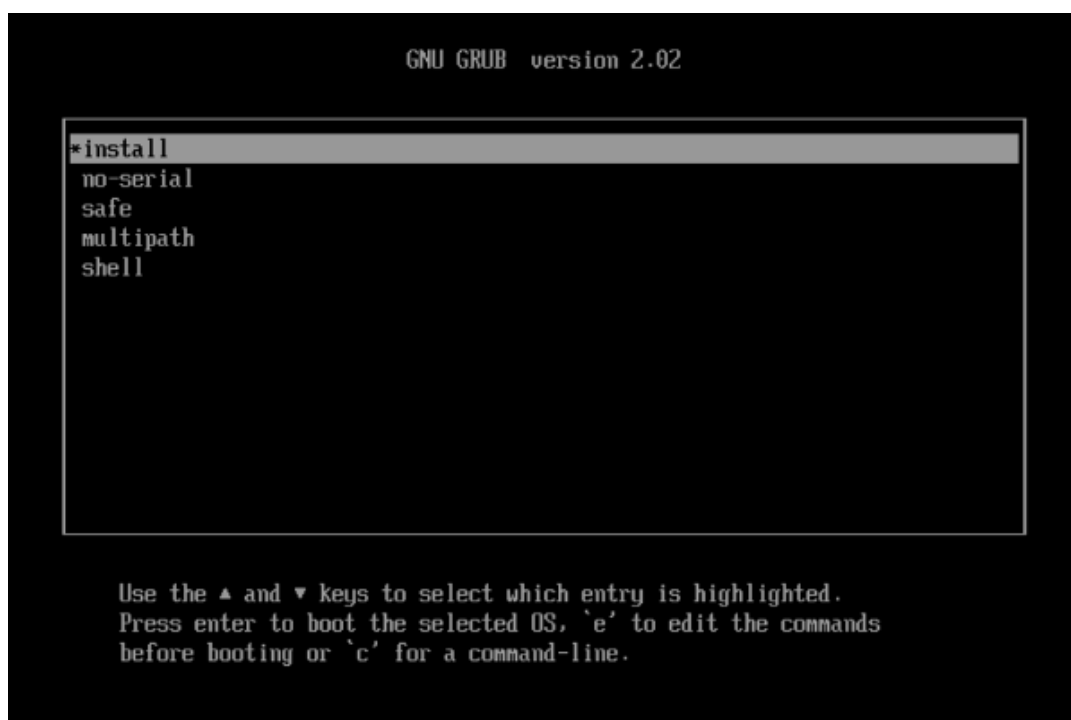 GNU GRUB  version 2.02
*install
no-serial
safe
multipath
shell
Use the ▲ and ▼ keys to select which entry is highlighted.
Press enter to boot the selected OS, `e' to edit the commands
before booting or `c' for a command-line.